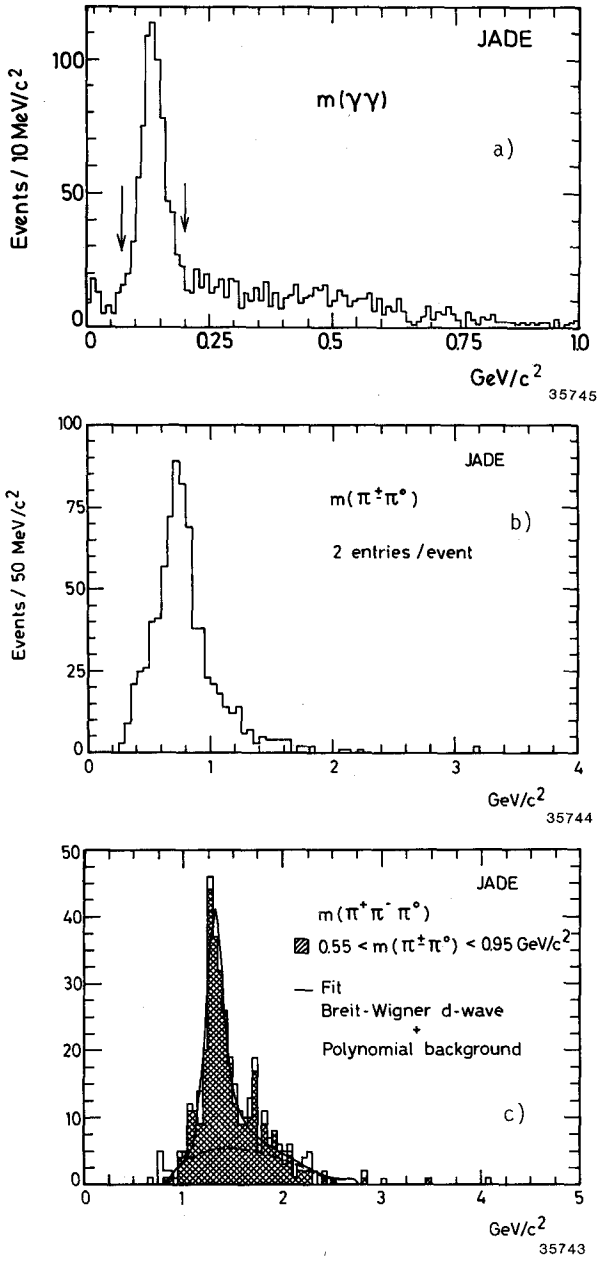 JADE
m(γγ)
a)
Events / 10 MeV/c²
100
50
0
0 0.25 0.5 0.75 1.0
GeV/c²
35745
JADE
m(π±π°)
b)
2 entries/event
Events / 50 MeV/c²
100
75
50
25
0
0 1 2 3 4
GeV/c²
35744
JADE
m(π⁺π⁻π°)
0.55 < m(π±π°) < 0.95 GeV/c²
— Fit
Breit-Wigner d-wave
+
Polynomial background
c)
50
40
30
20
10
0
0 1 2 3 4 5
GeV/c²
35743